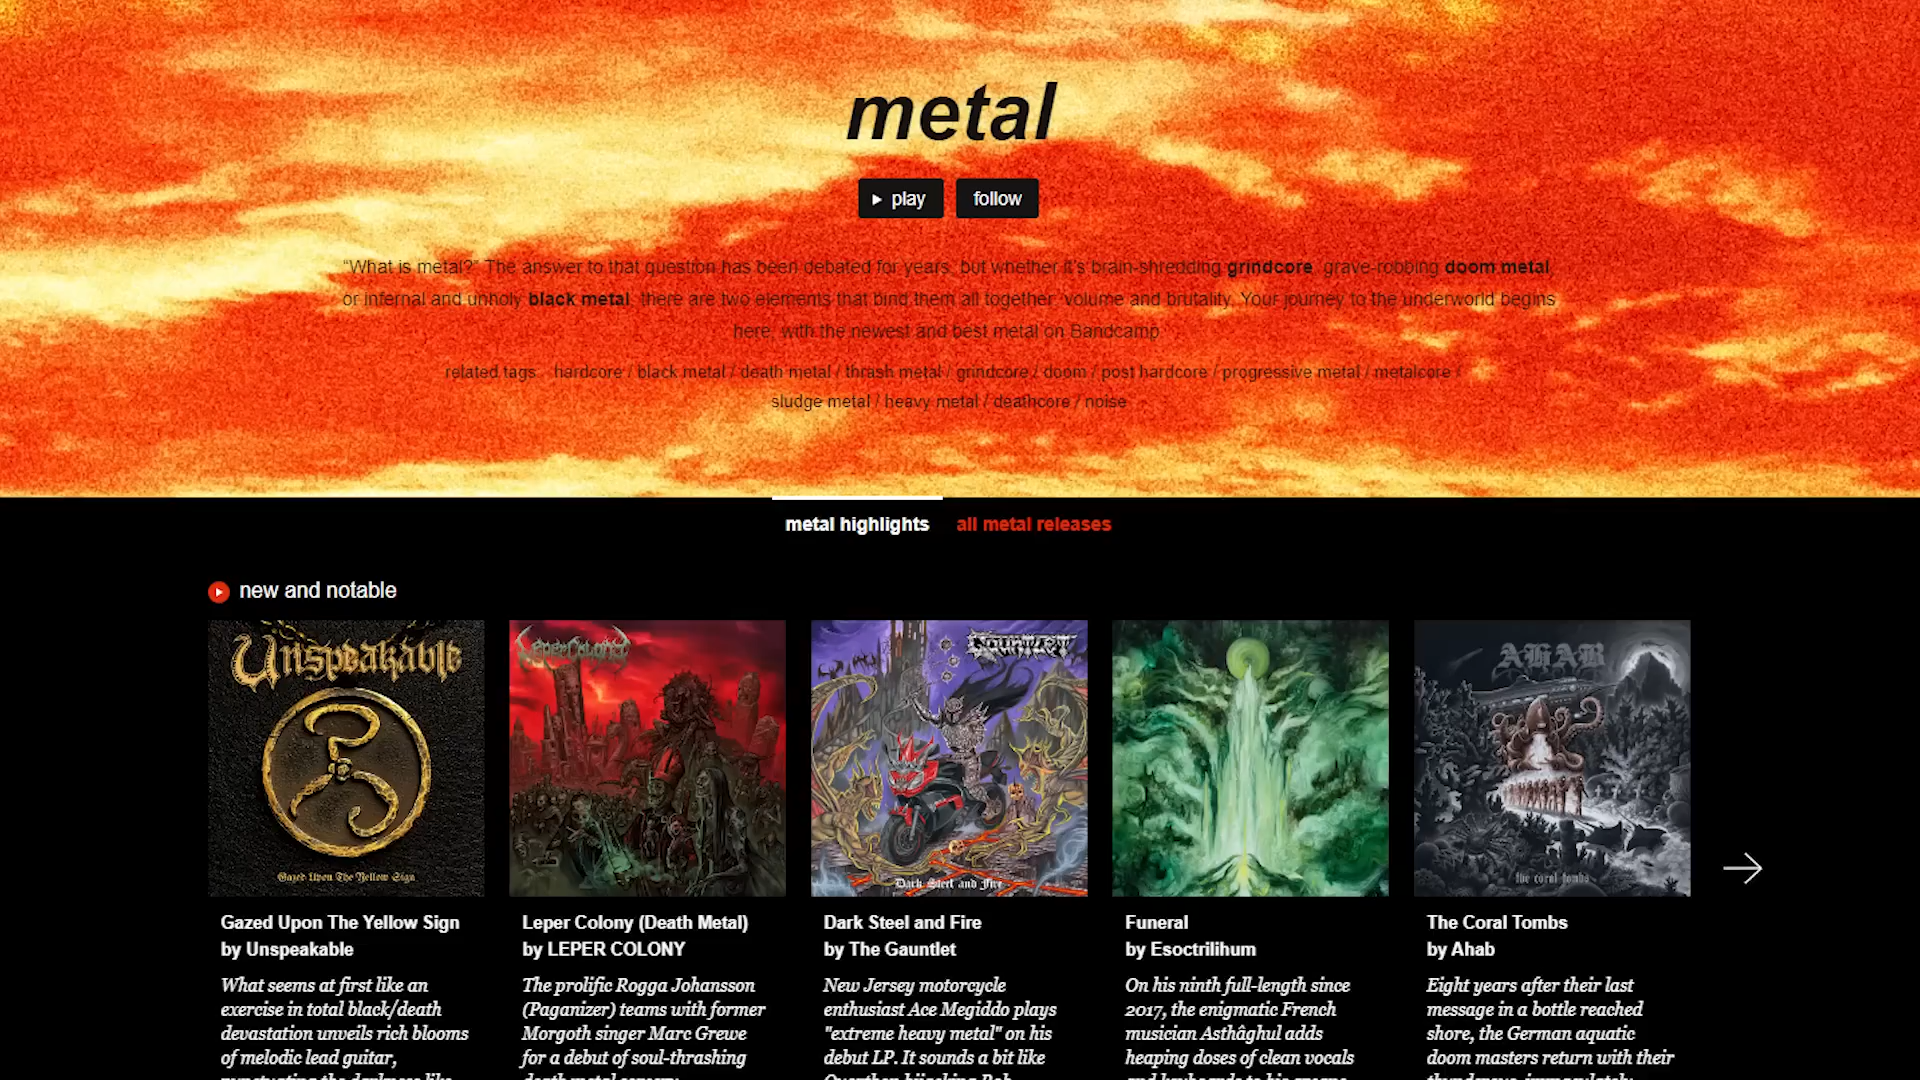 metal
play
follow
“What is metal?” The answer to that question has been debated for years, but whether it’s brain-shredding grindcore, grave-robbing doom metal,
or infernal and unholy black metal, there are two elements that bind them all together: volume and brutality. Your journey to the underworld begins
here, with the newest and best metal on Bandcamp.
related tags hardcore / black metal / death metal / thrash metal / grindcore / doom / post hardcore / progressive metal / metalcore /
sludge metal / heavy metal / deathcore / noise
metal highlights
all metal releases
new and notable
Unspeakable
Gazed Upon The Yellow Sign
Leper Colony
Gauntlet
Dark Steel and Fire
AHAB
the coral tombs
Gazed Upon The Yellow Sign
by Unspeakable
What seems at first like an
exercise in total black/death
devastation unveils rich blooms
of melodic lead guitar,
Leper Colony (Death Metal)
by LEPER COLONY
The prolific Rogga Johansson
(Paganizer) teams with former
Morgoth singer Marc Grewe
for a debut of soul-thrashing
Dark Steel and Fire
by The Gauntlet
New Jersey motorcycle
enthusiast Ace Megiddo plays
"extreme heavy metal" on his
debut LP. It sounds a bit like
Funeral
by Esoctrilihum
On his ninth full-length since
2017, the enigmatic French
musician Asthâghul adds
heaping doses of clean vocals
The Coral Tombs
by Ahab
Eight years after their last
message in a bottle reached
shore, the German aquatic
doom masters return with their